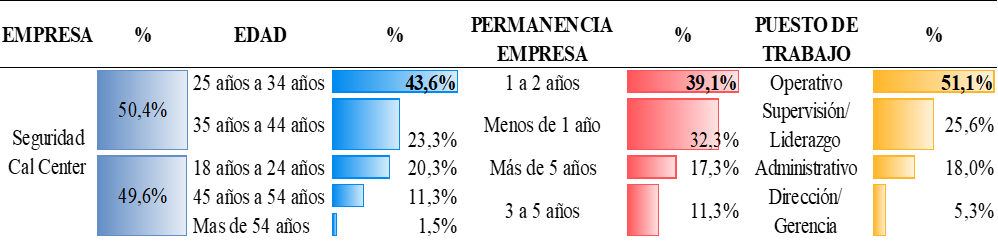 EMPRESA % EDAD % PERMANENCIA EMPRESA % PUESTO DE TRABAJO %
Seguridad 50,4% 25 años a 34 años 43,6% 1 a 2 años 39,1% Operativo 51,1%
35 años a 44 años 23,3% Menos de 1 año 32,3% Supervisión/ Liderazgo 25,6%
Cal Center 49,6% 18 años a 24 años 20,3% Más de 5 años 17,3% Administrativo 18,0%
45 años a 54 años 11,3% 3 a 5 años 11,3% Dirección/ Gerencia 5,3%
Mas de 54 años 1,5%